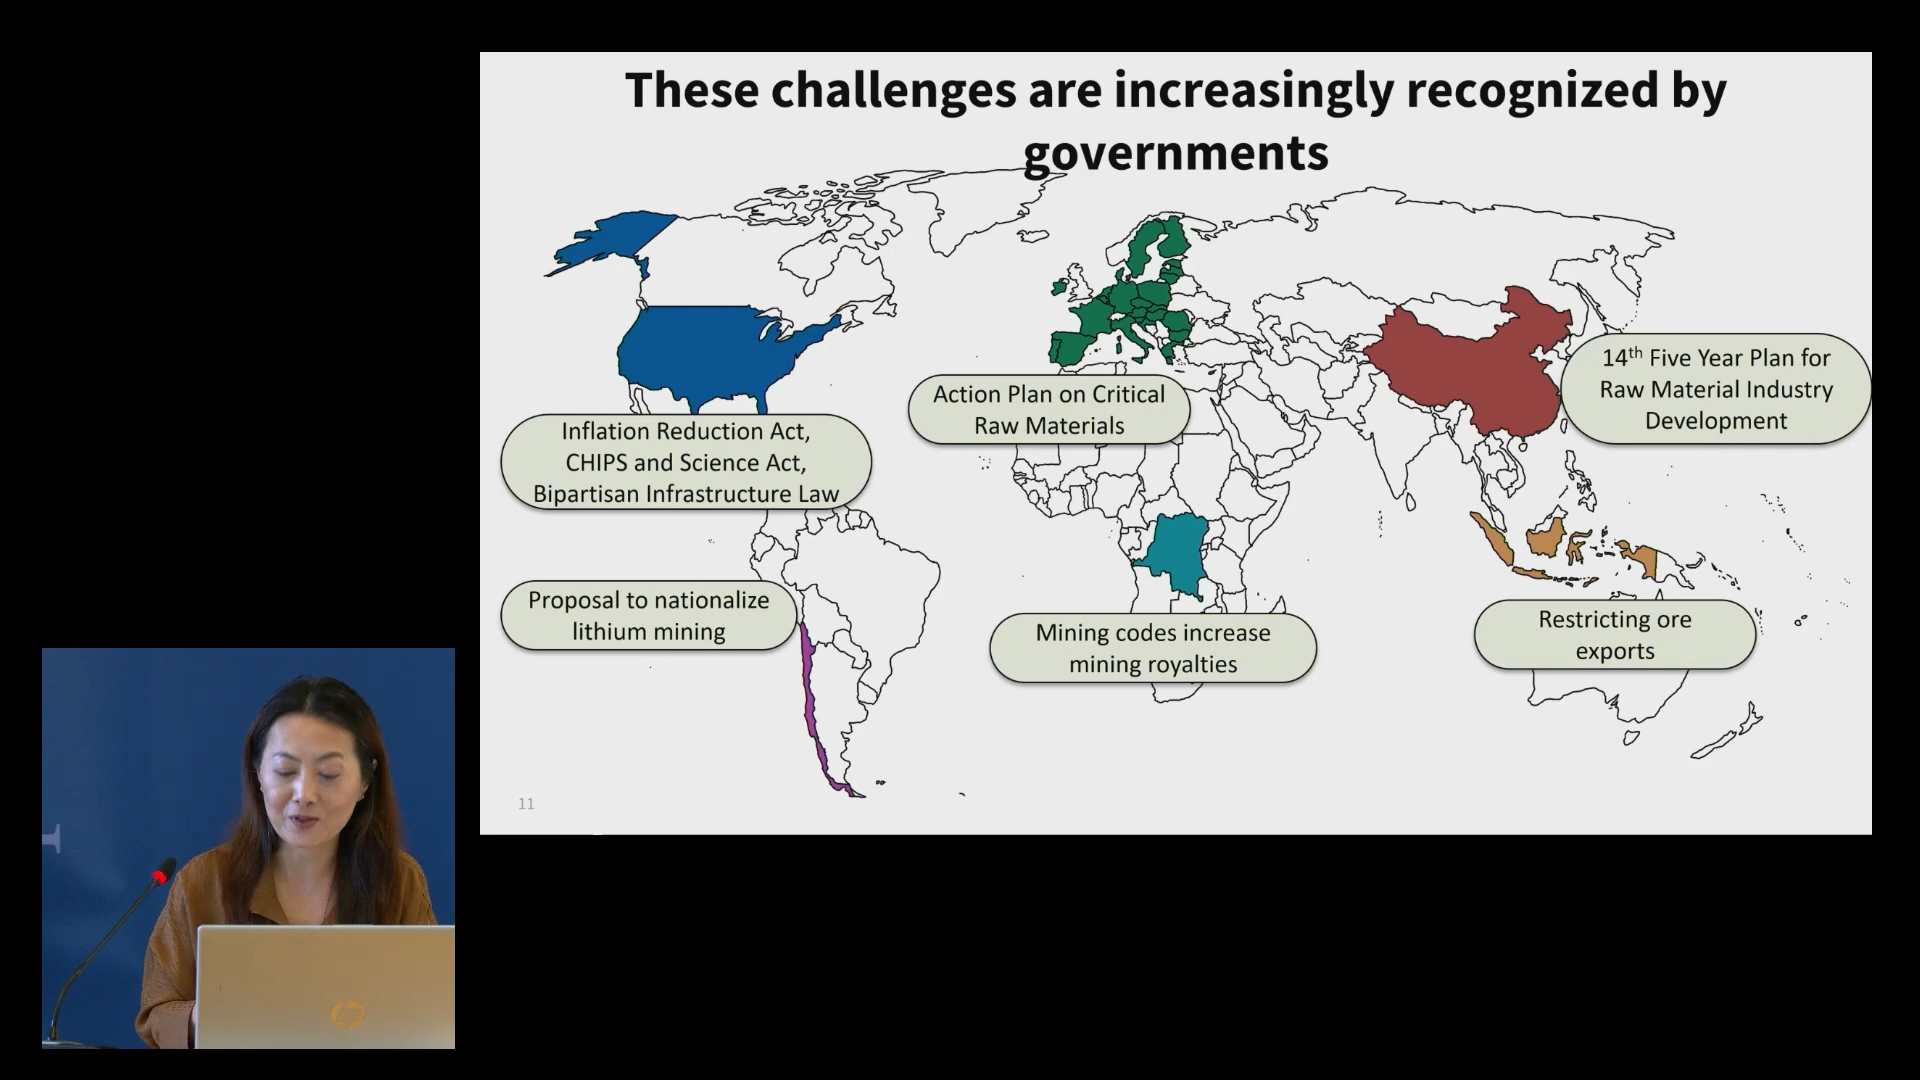 These challenges are increasingly recognized by
governments
14th Five Year Plan for
Raw Material Industry
Development
Action Plan on Critical
Raw Materials
Inflation Reduction Act,
CHIPS and Science Act,
Bipartisan Infrastructure Law
Proposal to nationalize
lithium mining
Mining codes increase
mining royalties
Restricting ore
exports
11
hp